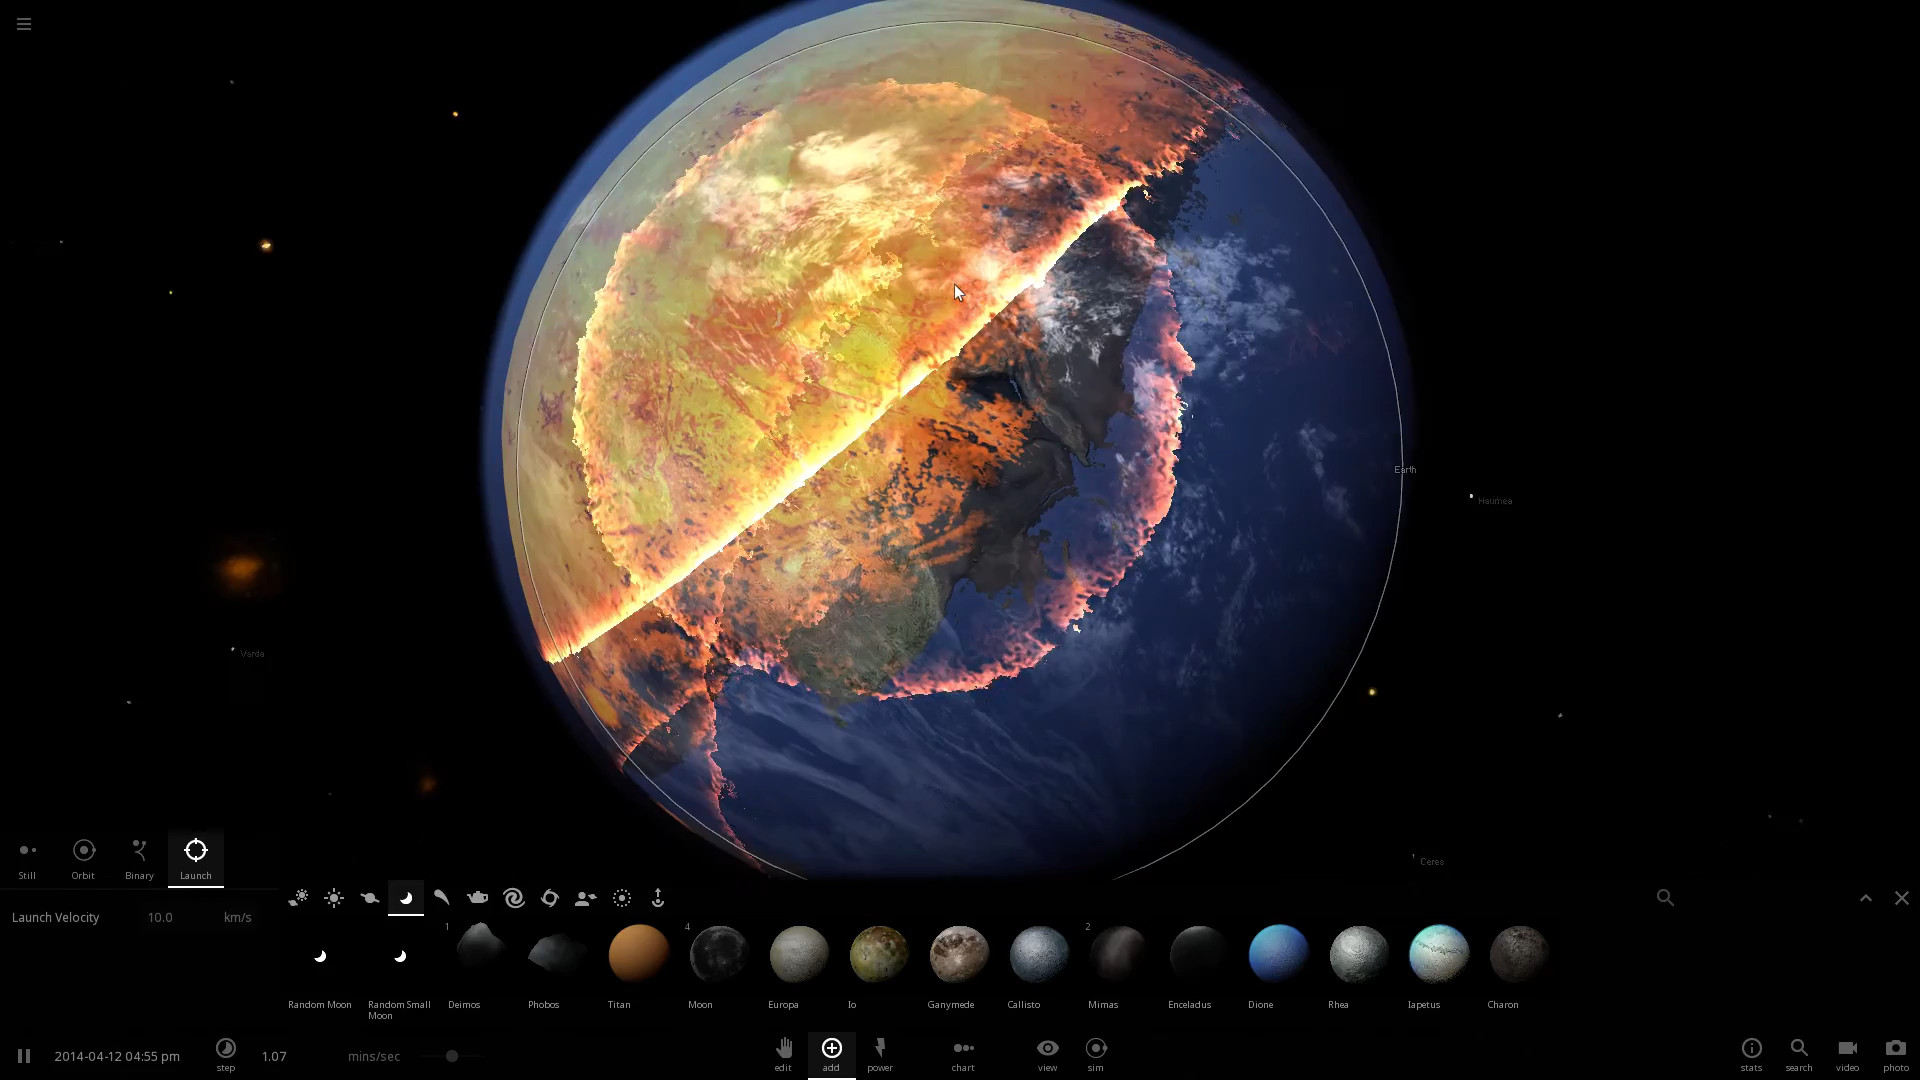 Earth
Haumea
Varda
Ceres
Still
Orbit
Binary
Launch
Launch Velocity 10.0 km/s
1
4
2
Random Moon
Random Small Moon
Deimos
Phobos
Titan
Moon
Europa
Io
Ganymede
Callisto
Mimas
Enceladus
Dione
Rhea
Iapetus
Charon
2014-04-12 04:55 pm
step
1.07 mins/sec
edit
add
power
chart
view
sim
stats
search
video
photo